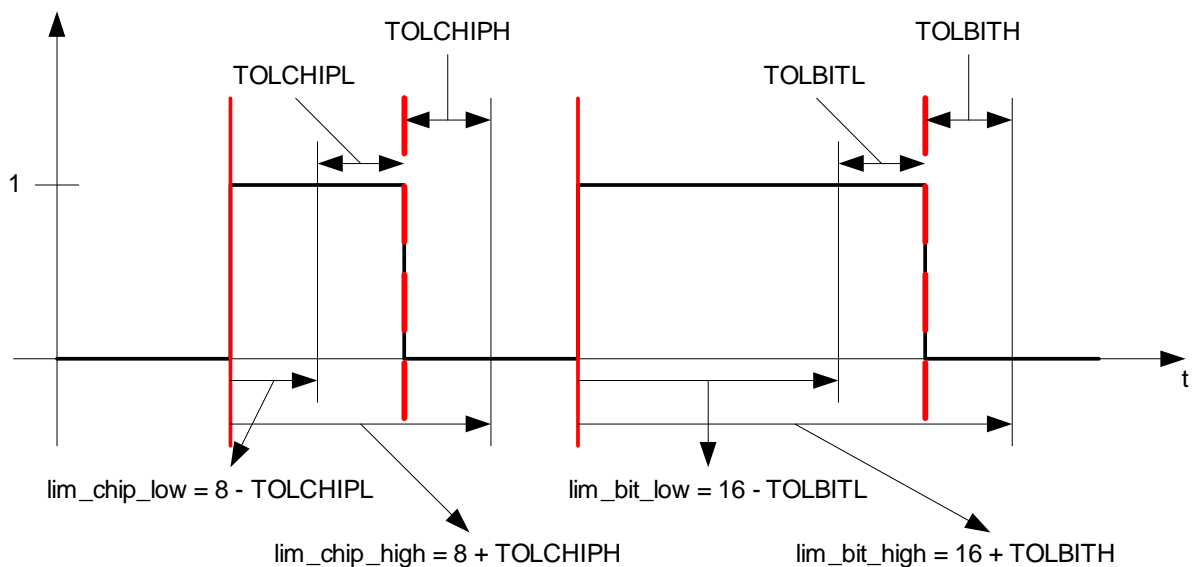 TOLCHIPH
TOLBITH
TOLCHIPL
TOLBITL
1
t
lim_chip_low = 8 - TOLCHIPL
lim_bit_low = 16 - TOLBITL
lim_chip_high = 8 + TOLCHIPH
lim_bit_high = 16 + TOLBITH